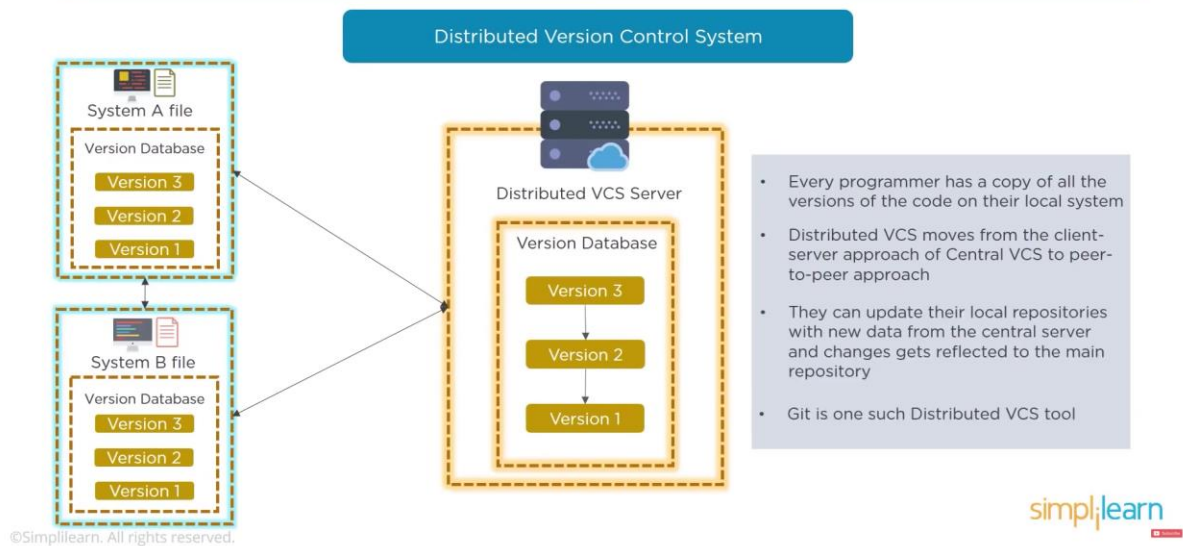 Distributed Version Control System
System A file
Version Database
Version 3
Version 2
Version 1
System B file
Version Database
Version 3
Version 2
Version 1
Distributed VCS Server
Version Database
Version 3
Version 2
Version 1
• Every programmer has a copy of all the
versions of the code on their local system
• Distributed VCS moves from the client-
server approach of Central VCS to peer-
to-peer approach
• They can update their local repositories
with new data from the central server
and changes gets reflected to the main
repository
• Git is one such Distributed VCS tool
simplilearn
Subscribe
©Simplilearn. All rights reserved.